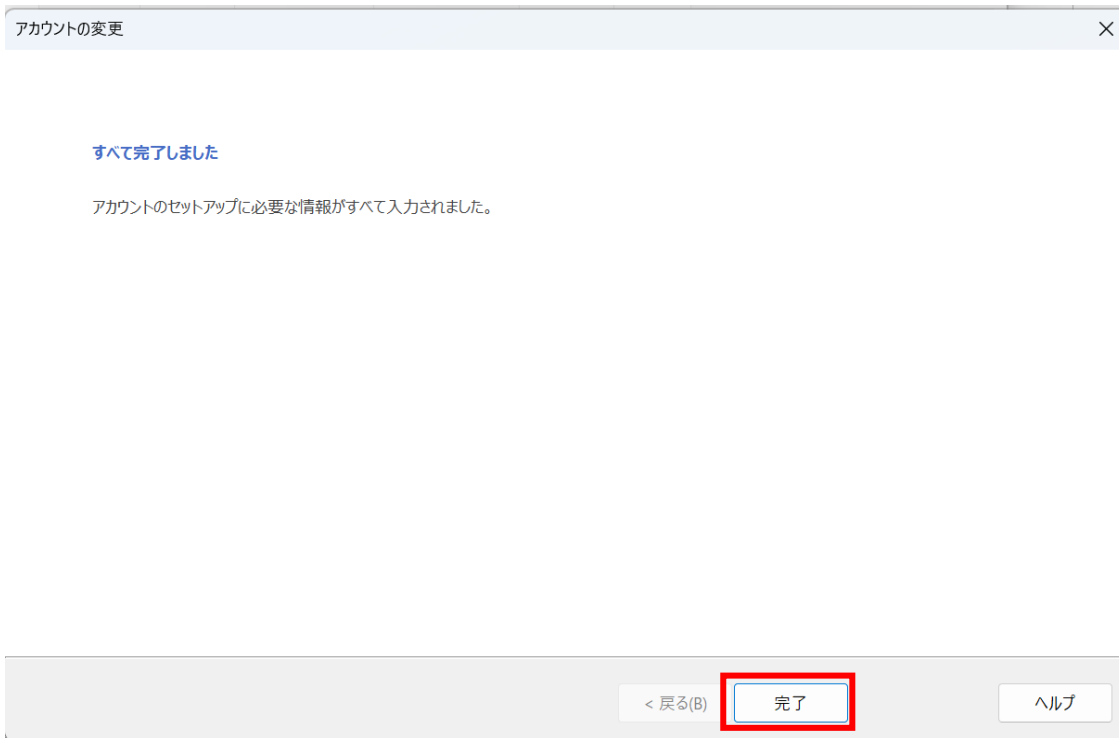 アカウントの変更
すべて完了しました
アカウントのセットアップに必要な情報がすべて入力されました。
< 戻る(B)
完了
ヘルプ